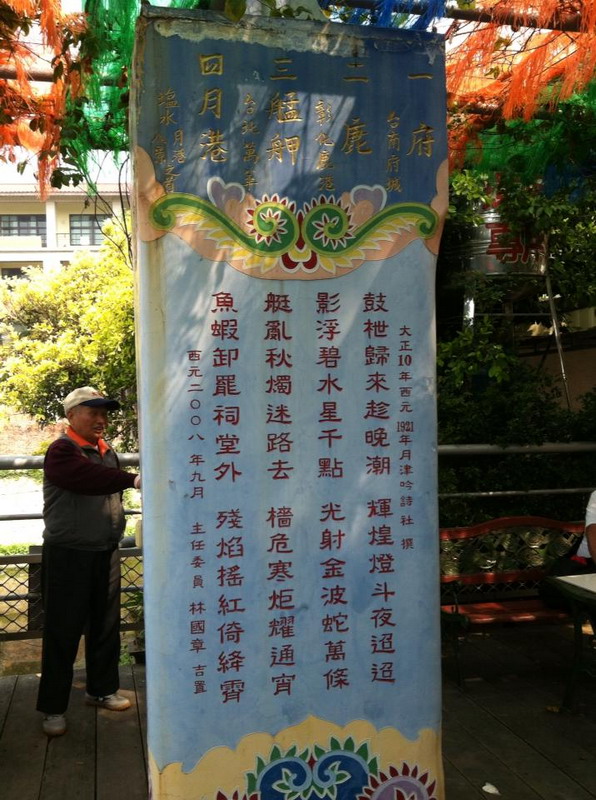 一府
台南府城
二鹿
彰化鹿港
三艋舺
台北萬華
四月港
塩水月港
大正10年西元1921年月津吟詩社 撰
鼓枻歸來趁晚潮 輝煌燈斗夜迢迢
影浮碧水星千點 光射金波蛇萬條
艇亂秋燭迷路去 檣危寒炬耀通宵
魚蝦卸罷祠堂外 殘焰搖紅倚絳霄
西元二〇〇八年九月 主任委員 林國章 吉置